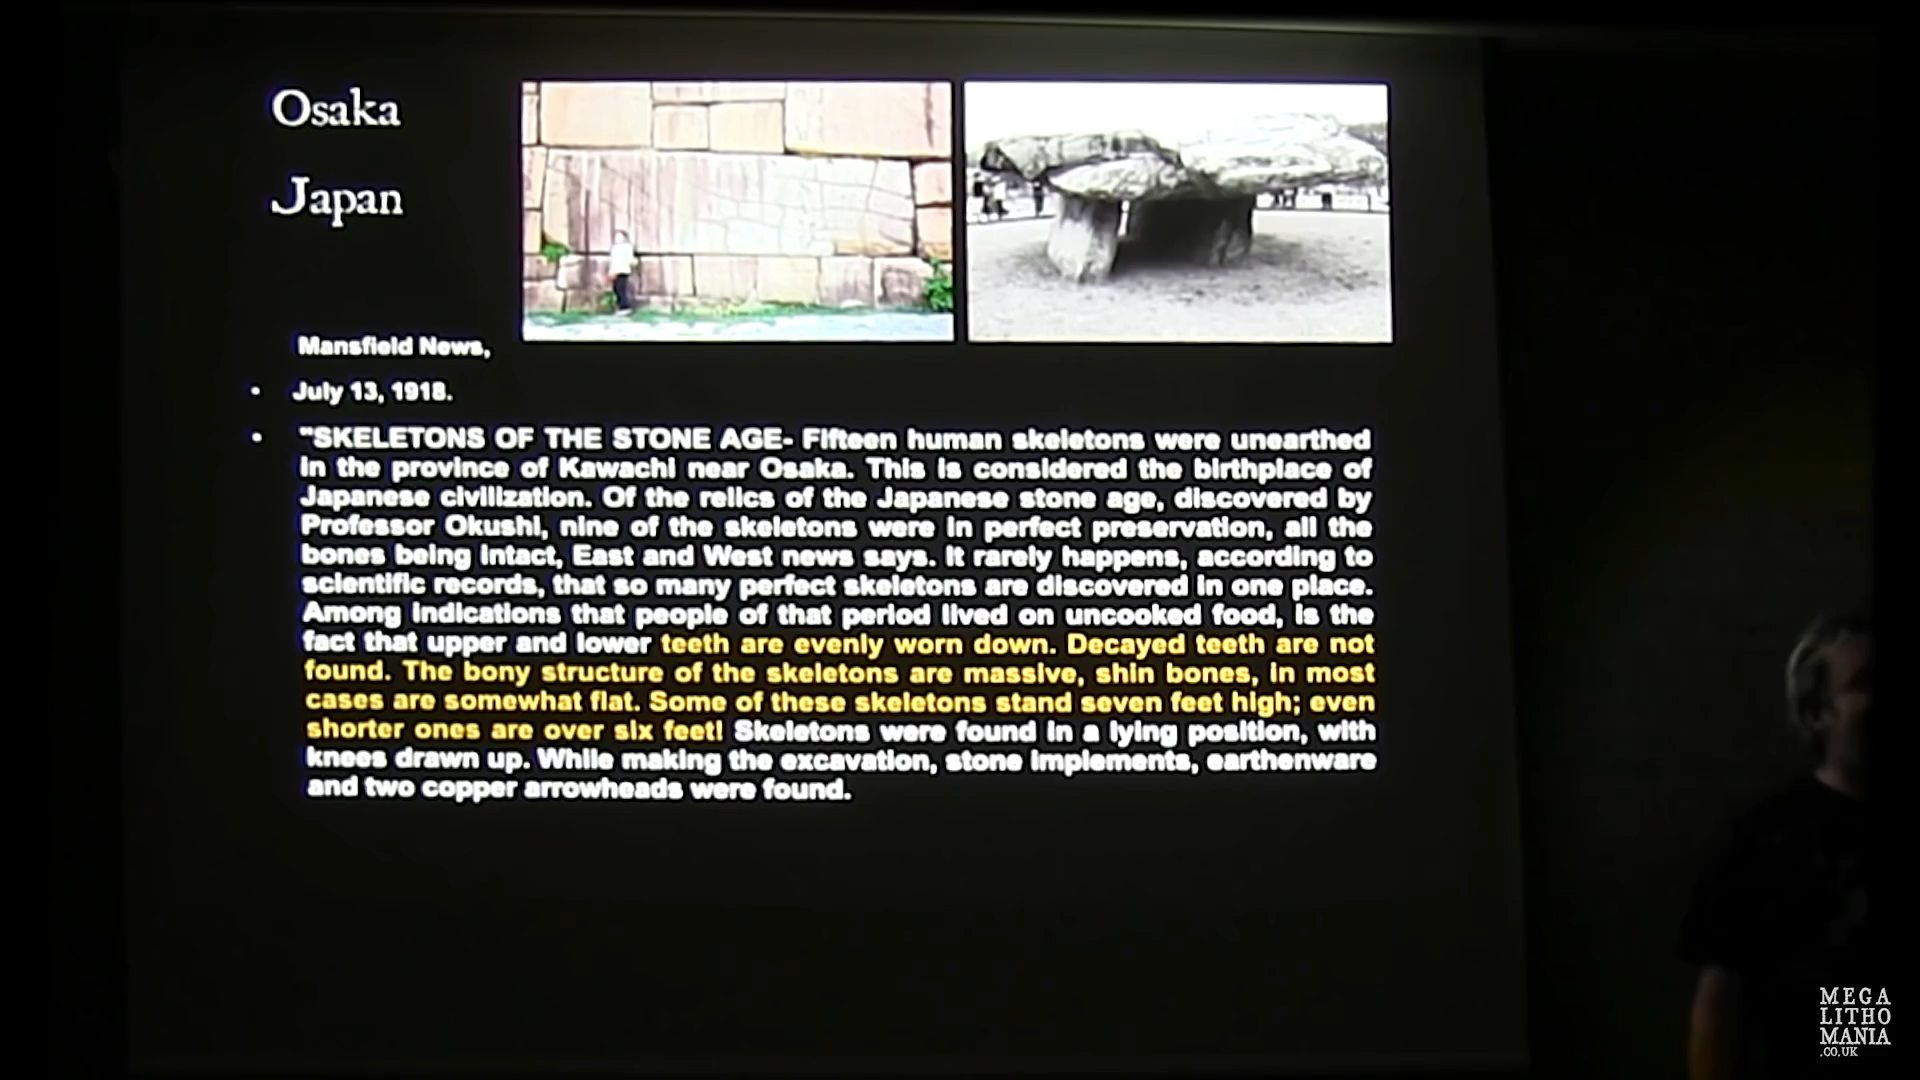 Osaka
Japan
Mansfield News,
• July 13, 1918.
• "SKELETONS OF THE STONE AGE- Fifteen human skeletons were unearthed
in the province of Kawachi near Osaka. This is considered the birthplace of
Japanese civilization. Of the relics of the Japanese stone age, discovered by
Professor Okushi, nine of the skeletons were in perfect preservation, all the
bones being intact, East and West news says. It rarely happens, according to
scientific records, that so many perfect skeletons are discovered in one place.
Among indications that people of that period lived on uncooked food, is the
fact that upper and lower teeth are evenly worn down. Decayed teeth are not
found. The bony structure of the skeletons are massive, shin bones, in most
cases are somewhat flat. Some of these skeletons stand seven feet high; even
shorter ones are over six feet! Skeletons were found in a lying position, with
knees drawn up. While making the excavation, stone implements, earthenware
and two copper arrowheads were found.
MEGA
LITHO
MANIA
.CO.UK